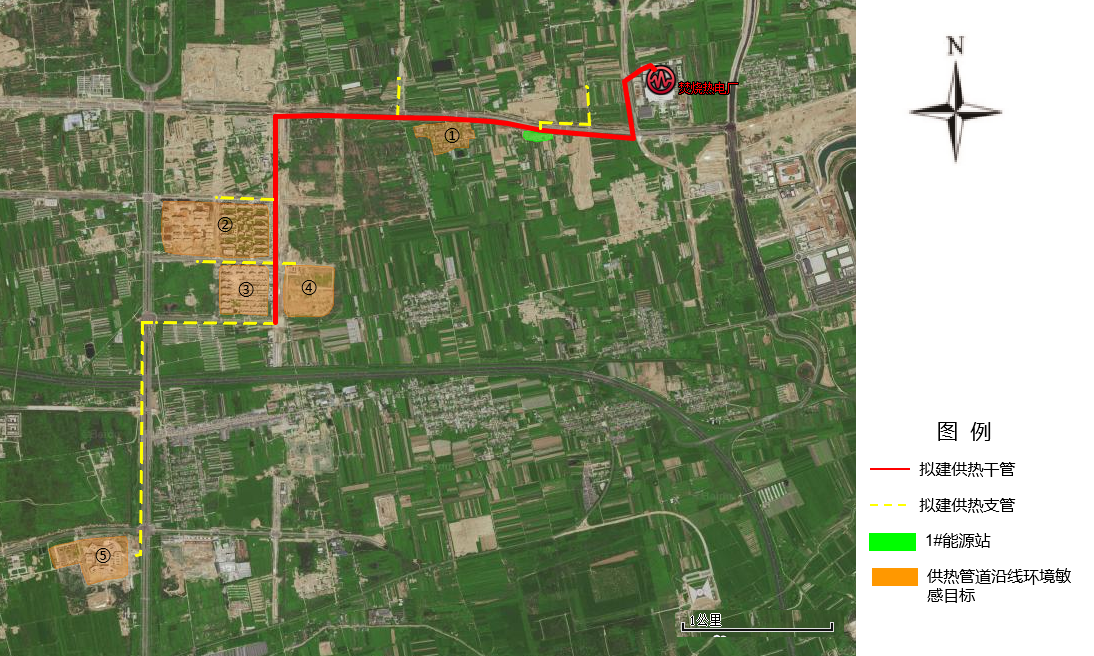 N
焚烧热电厂
①
②
③
④
⑤
图 例
拟建供热干管
拟建供热支管
1#能源站
供热管道沿线环境敏
感目标
1公里